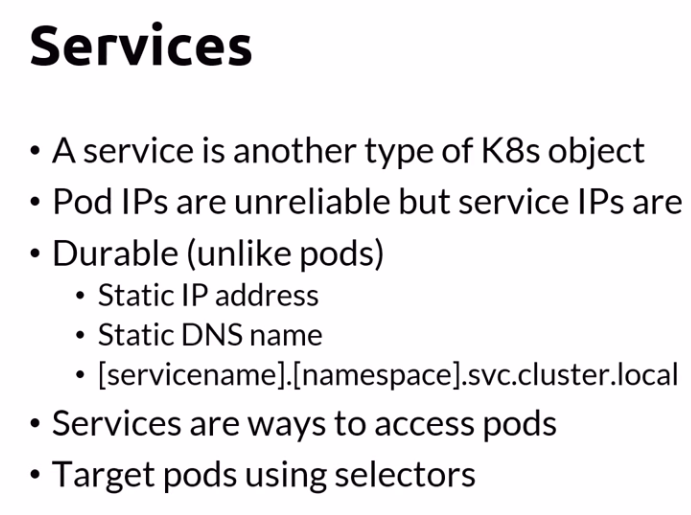 Services
• A service is another type of K8s object
• Pod IPs are unreliable but service IPs are
• Durable (unlike pods)
• Static IP address
• Static DNS name
• [servicename].[namespace].svc.cluster.local
• Services are ways to access pods
• Target pods using selectors